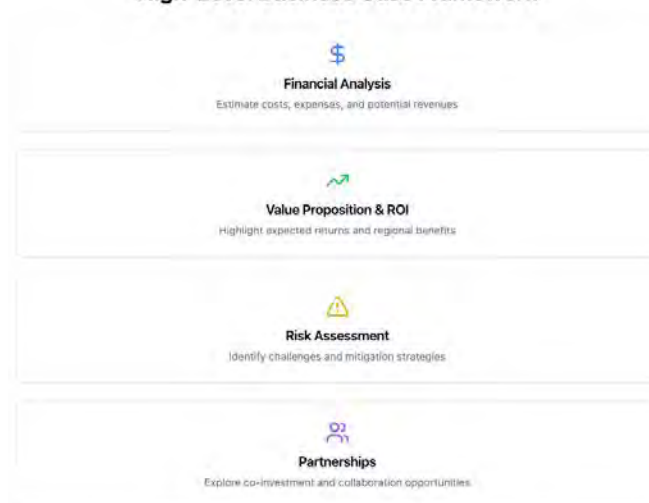 Financial Analysis
Estimate costs, expenses, and potential revenues
Value Proposition & ROI
Highlight expected returns and regional benefits
Risk Assessment
Identify challenges and mitigation strategies
Partnerships
Explore co-investment and collaboration opportunities